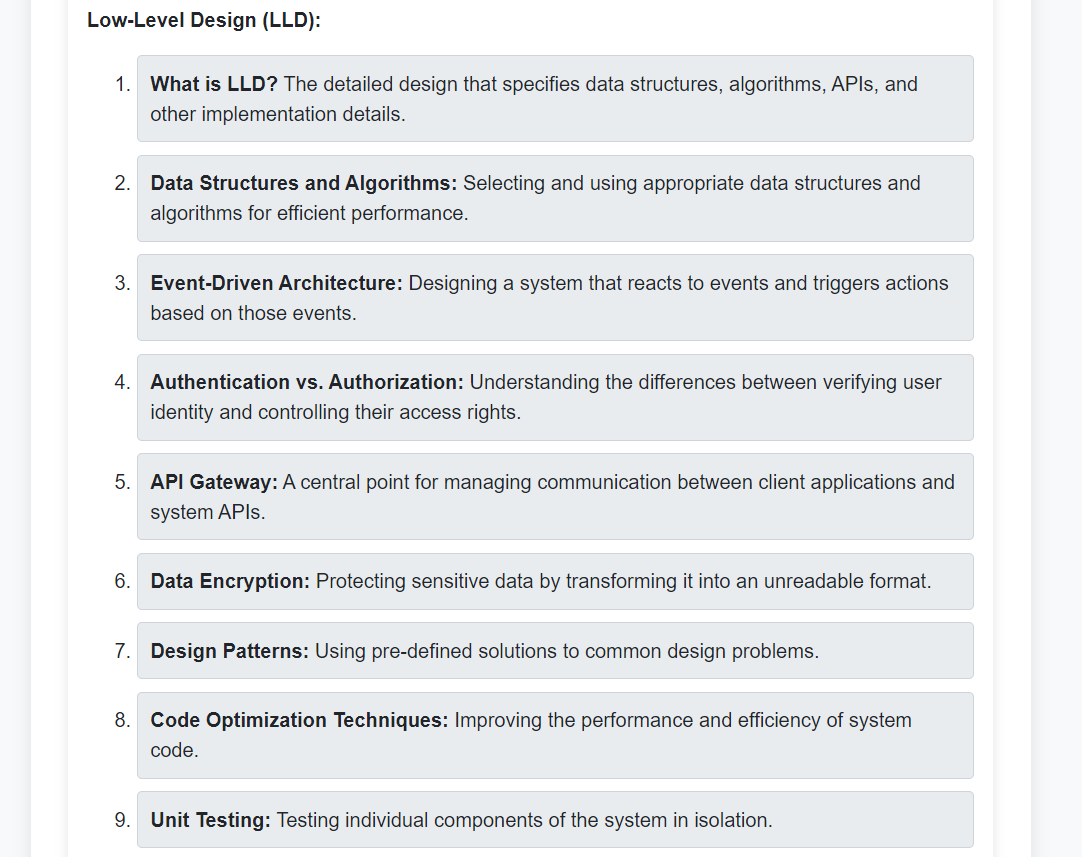 Low-Level Design (LLD):
1. What is LLD? The detailed design that specifies data structures, algorithms, APIs, and
other implementation details.
2. Data Structures and Algorithms: Selecting and using appropriate data structures and
algorithms for efficient performance.
3. Event-Driven Architecture: Designing a system that reacts to events and triggers actions
based on those events.
4. Authentication vs. Authorization: Understanding the differences between verifying user
identity and controlling their access rights.
5. API Gateway: A central point for managing communication between client applications and
system APIs.
6. Data Encryption: Protecting sensitive data by transforming it into an unreadable format.
7. Design Patterns: Using pre-defined solutions to common design problems.
8. Code Optimization Techniques: Improving the performance and efficiency of system
code.
9. Unit Testing: Testing individual components of the system in isolation.